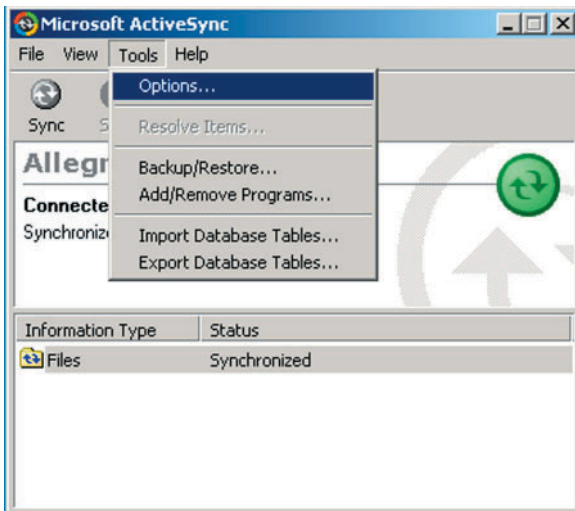 Microsoft ActiveSync
File View Tools Help
Options...
Sync
Resolve Items...
Backup/Restore...
Add/Remove Programs...
Import Database Tables...
Export Database Tables...
Information Type Status
Files Synchronized